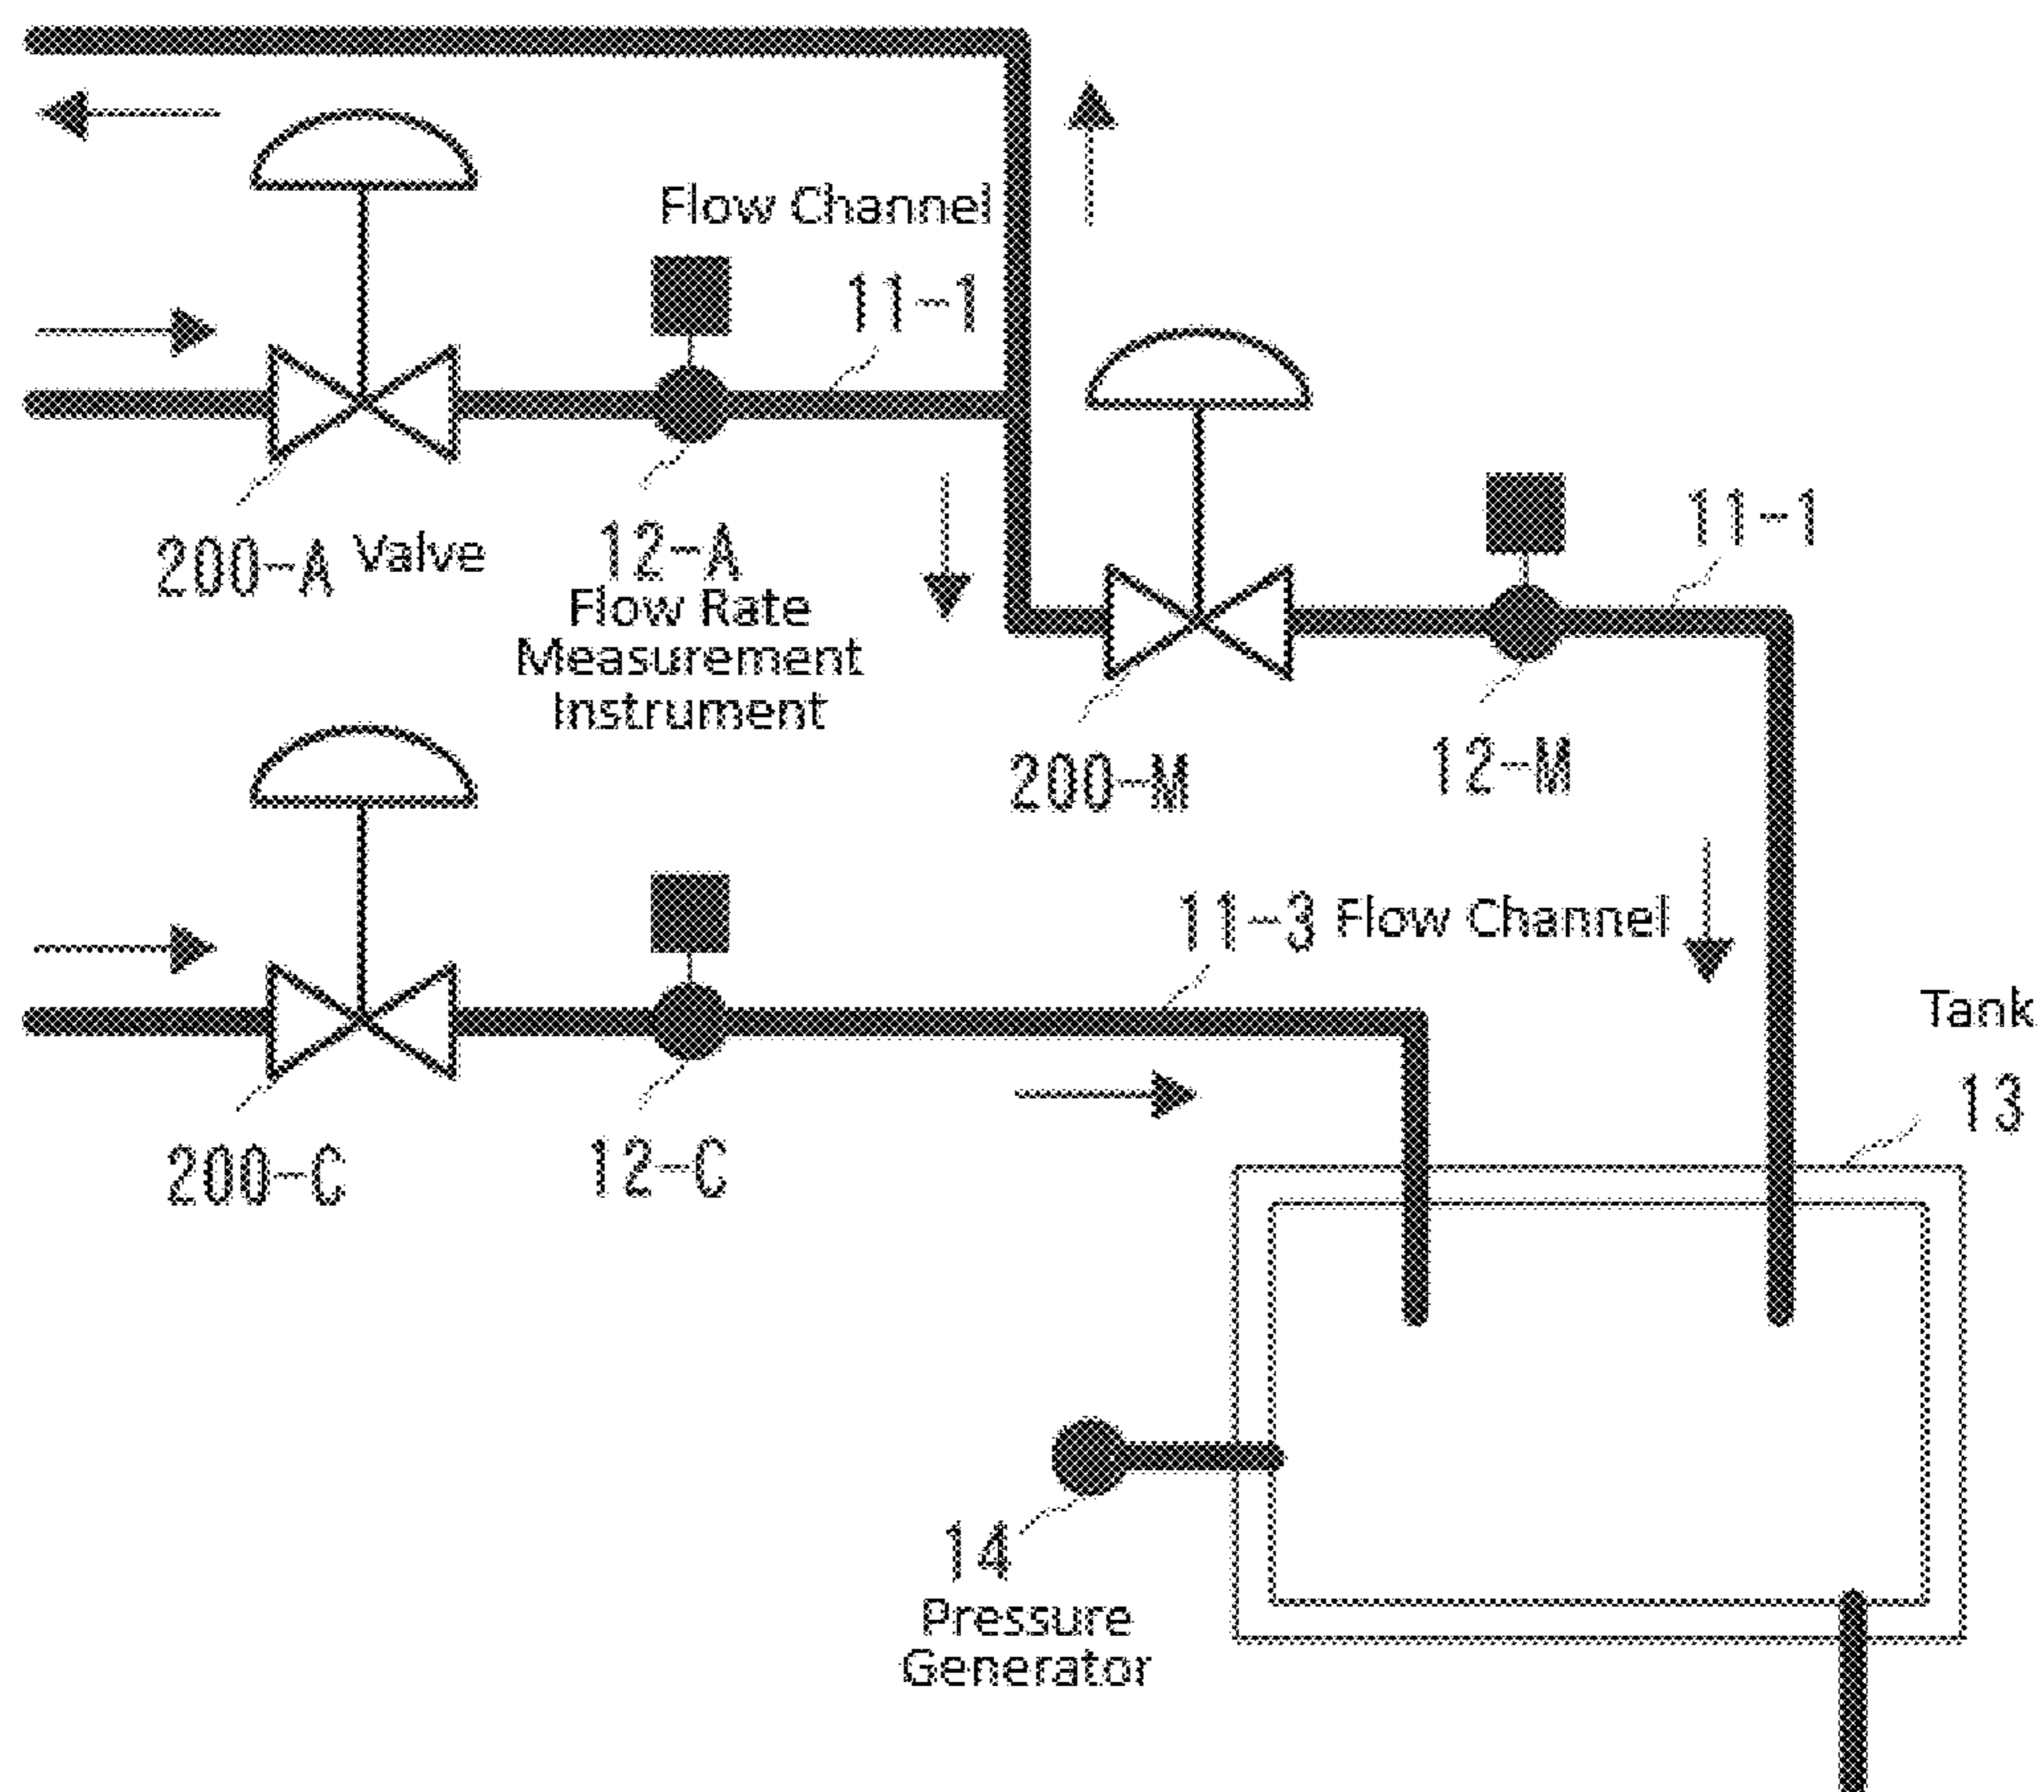 Flow Channel
11-1
200-A Valve
12-A
Flow Rate
Measurement
Instrument
11-1
200-M
12-M
11-3 Flow Channel
Tank
13
200-C
12-C
14
Pressure
Generator